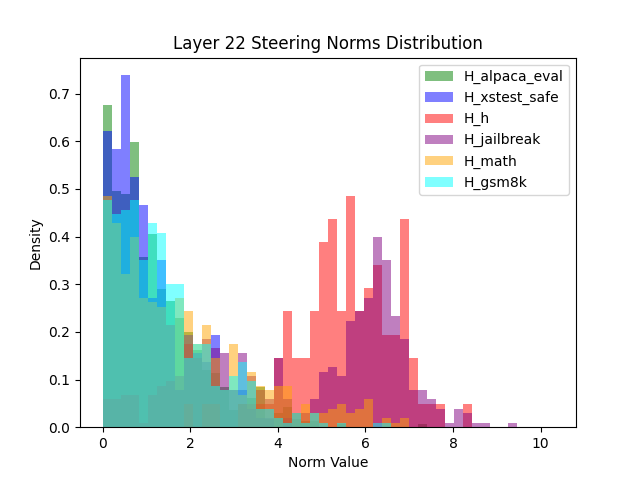 Layer 22 Steering Norms Distribution
H_alpaca_eval
H_xstest_safe
H_h
H_jailbreak
H_math
H_gsm8k
0.7
0.6
0.5
0.4
0.3
0.2
0.1
0.0
Density
0 2 4 6 8 10
Norm Value